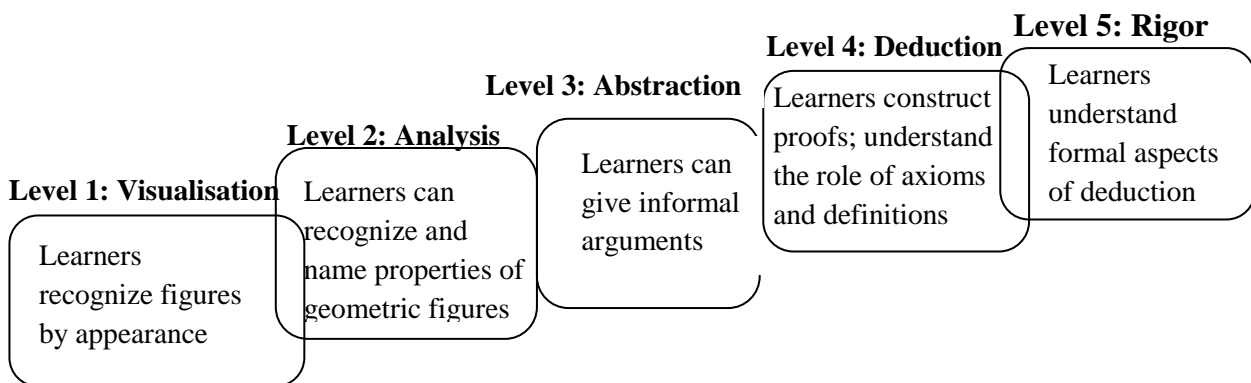 Level 1: Visualisation
Learners
recognize figures
by appearance
Level 2: Analysis
Learners can
recognize and
name properties of
geometric figures
Level 3: Abstraction
Learners can
give informal
arguments
Level 4: Deduction
Learners construct
proofs; understand
the role of axioms
and definitions
Level 5: Rigor
Learners
understand
formal aspects
of deduction